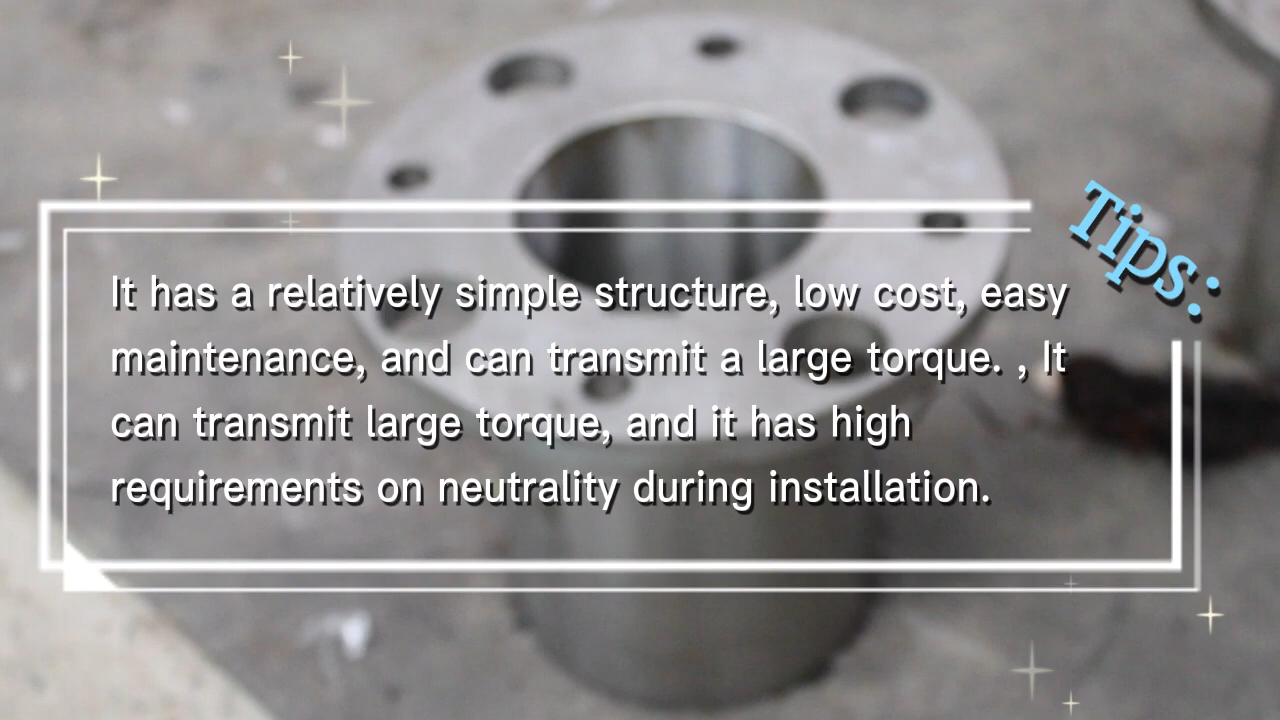 Tips:
It has a relatively simple structure, low cost, easy
maintenance, and can transmit a large torque. , It
can transmit large torque, and it has high
requirements on neutrality during installation.